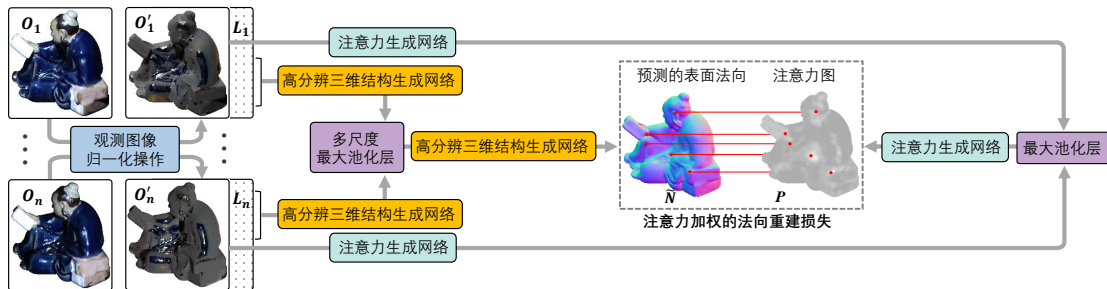 O₁
O′₁
L₁
注意力生成网络
高分辨三维结构生成网络
观测图像
归一化操作
多尺度
最大池化层
高分辨三维结构生成网络
预测的表面法向
注意力图
Ñ
P
注意力加权的法向重建损失
注意力生成网络
最大池化层
Oₙ
O′ₙ
Lₙ
高分辨三维结构生成网络
注意力生成网络